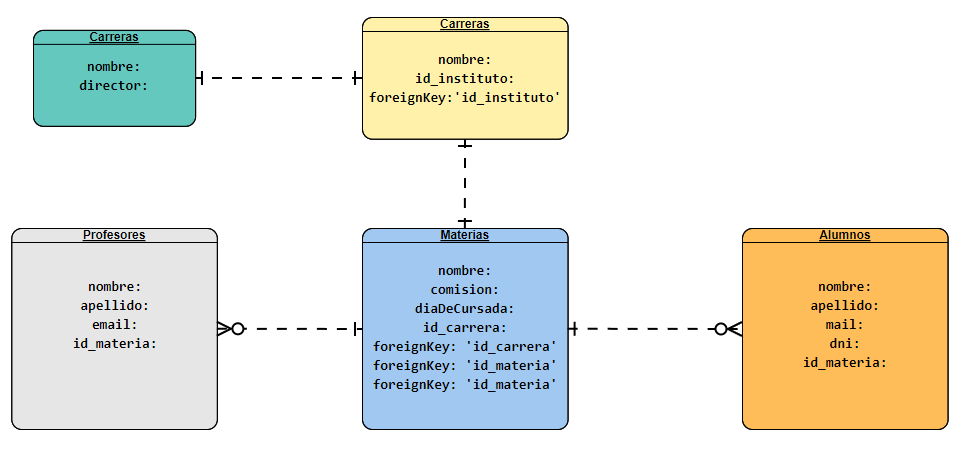 Carreras
nombre:
director:
Carreras
nombre:
id_instituto:
foreignKey:'id_instituto'
Profesores
nombre:
apellido:
email:
id_materia:
Materias
nombre:
comision:
diaDeCursada:
id_carrera:
foreignKey: 'id_carrera'
foreignKey: 'id_materia'
foreignKey: 'id_materia'
Alumnos
nombre:
apellido:
mail:
dni:
id_materia: